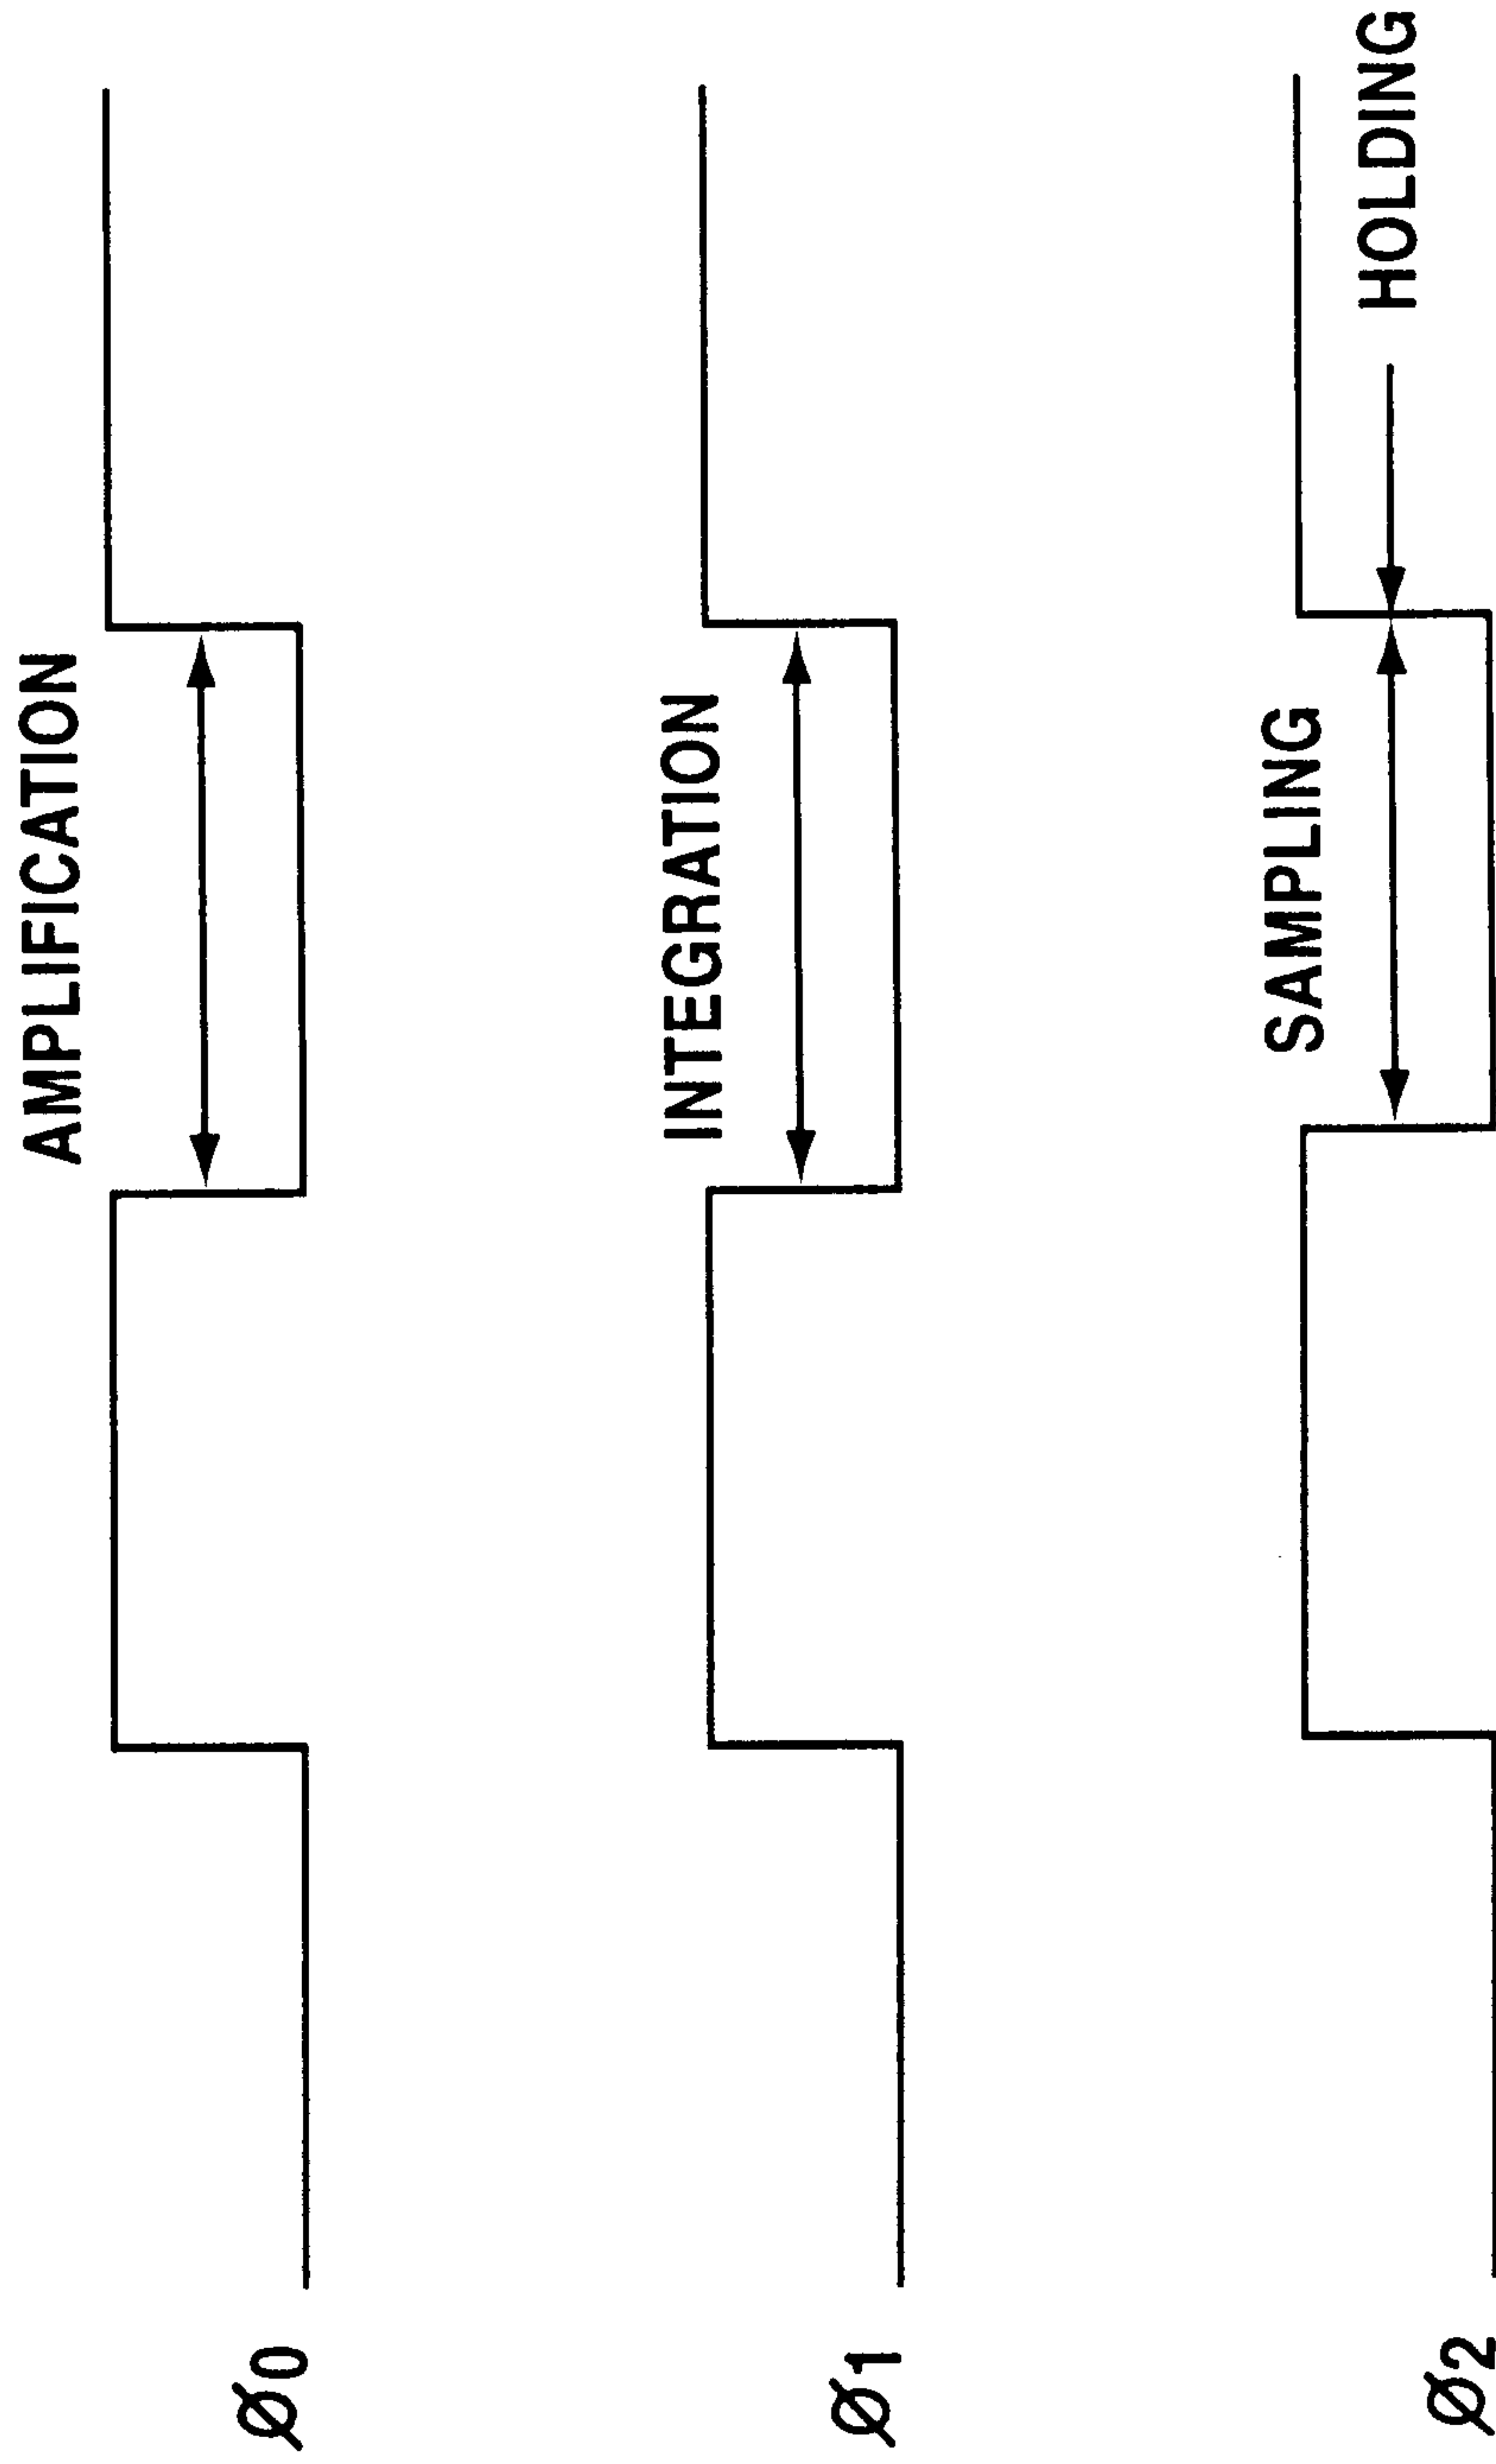 AMPLIFICATION
Ø0
INTEGRATION
Ø1
SAMPLING
HOLDING
Ø2